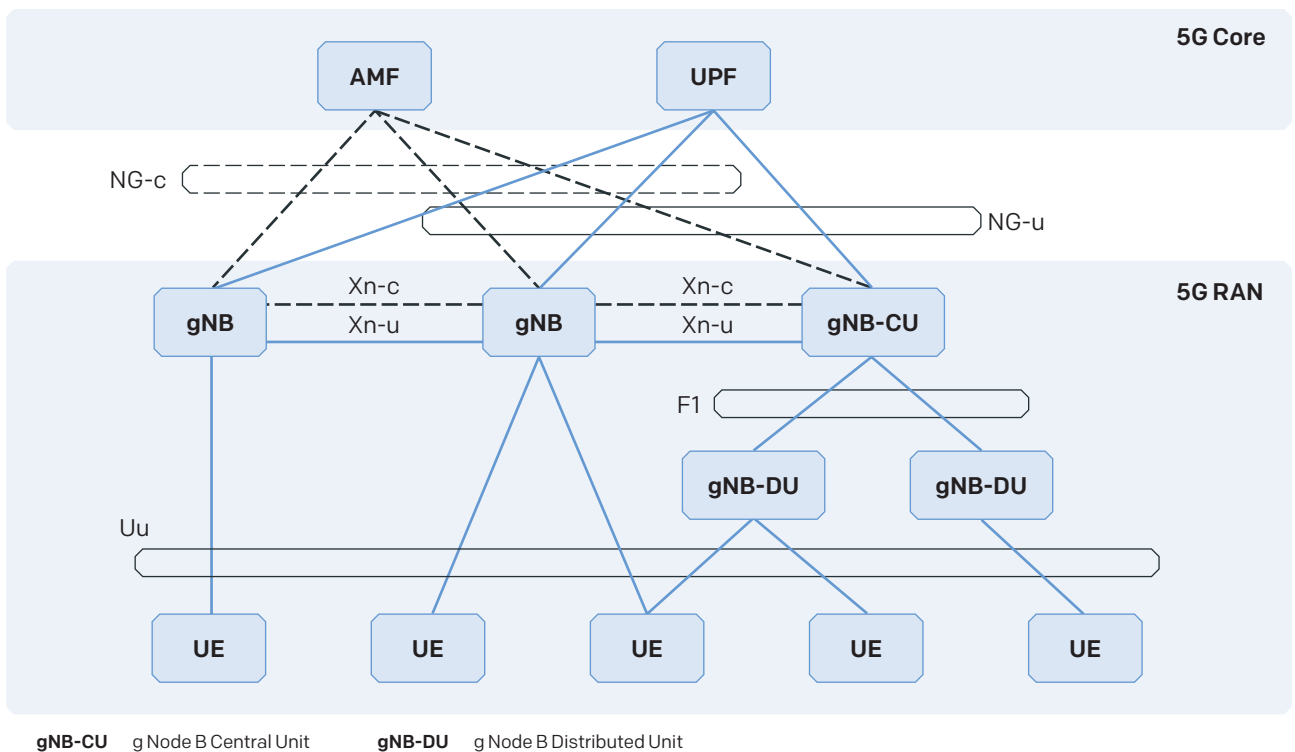 5G Core
AMF
UPF
NG-c
NG-u
5G RAN
Xn-c
Xn-c
gNB
gNB
gNB-CU
Xn-u
Xn-u
F1
gNB-DU
gNB-DU
Uu
UE
UE
UE
UE
UE
gNB-CU g Node B Central Unit gNB-DU g Node B Distributed Unit